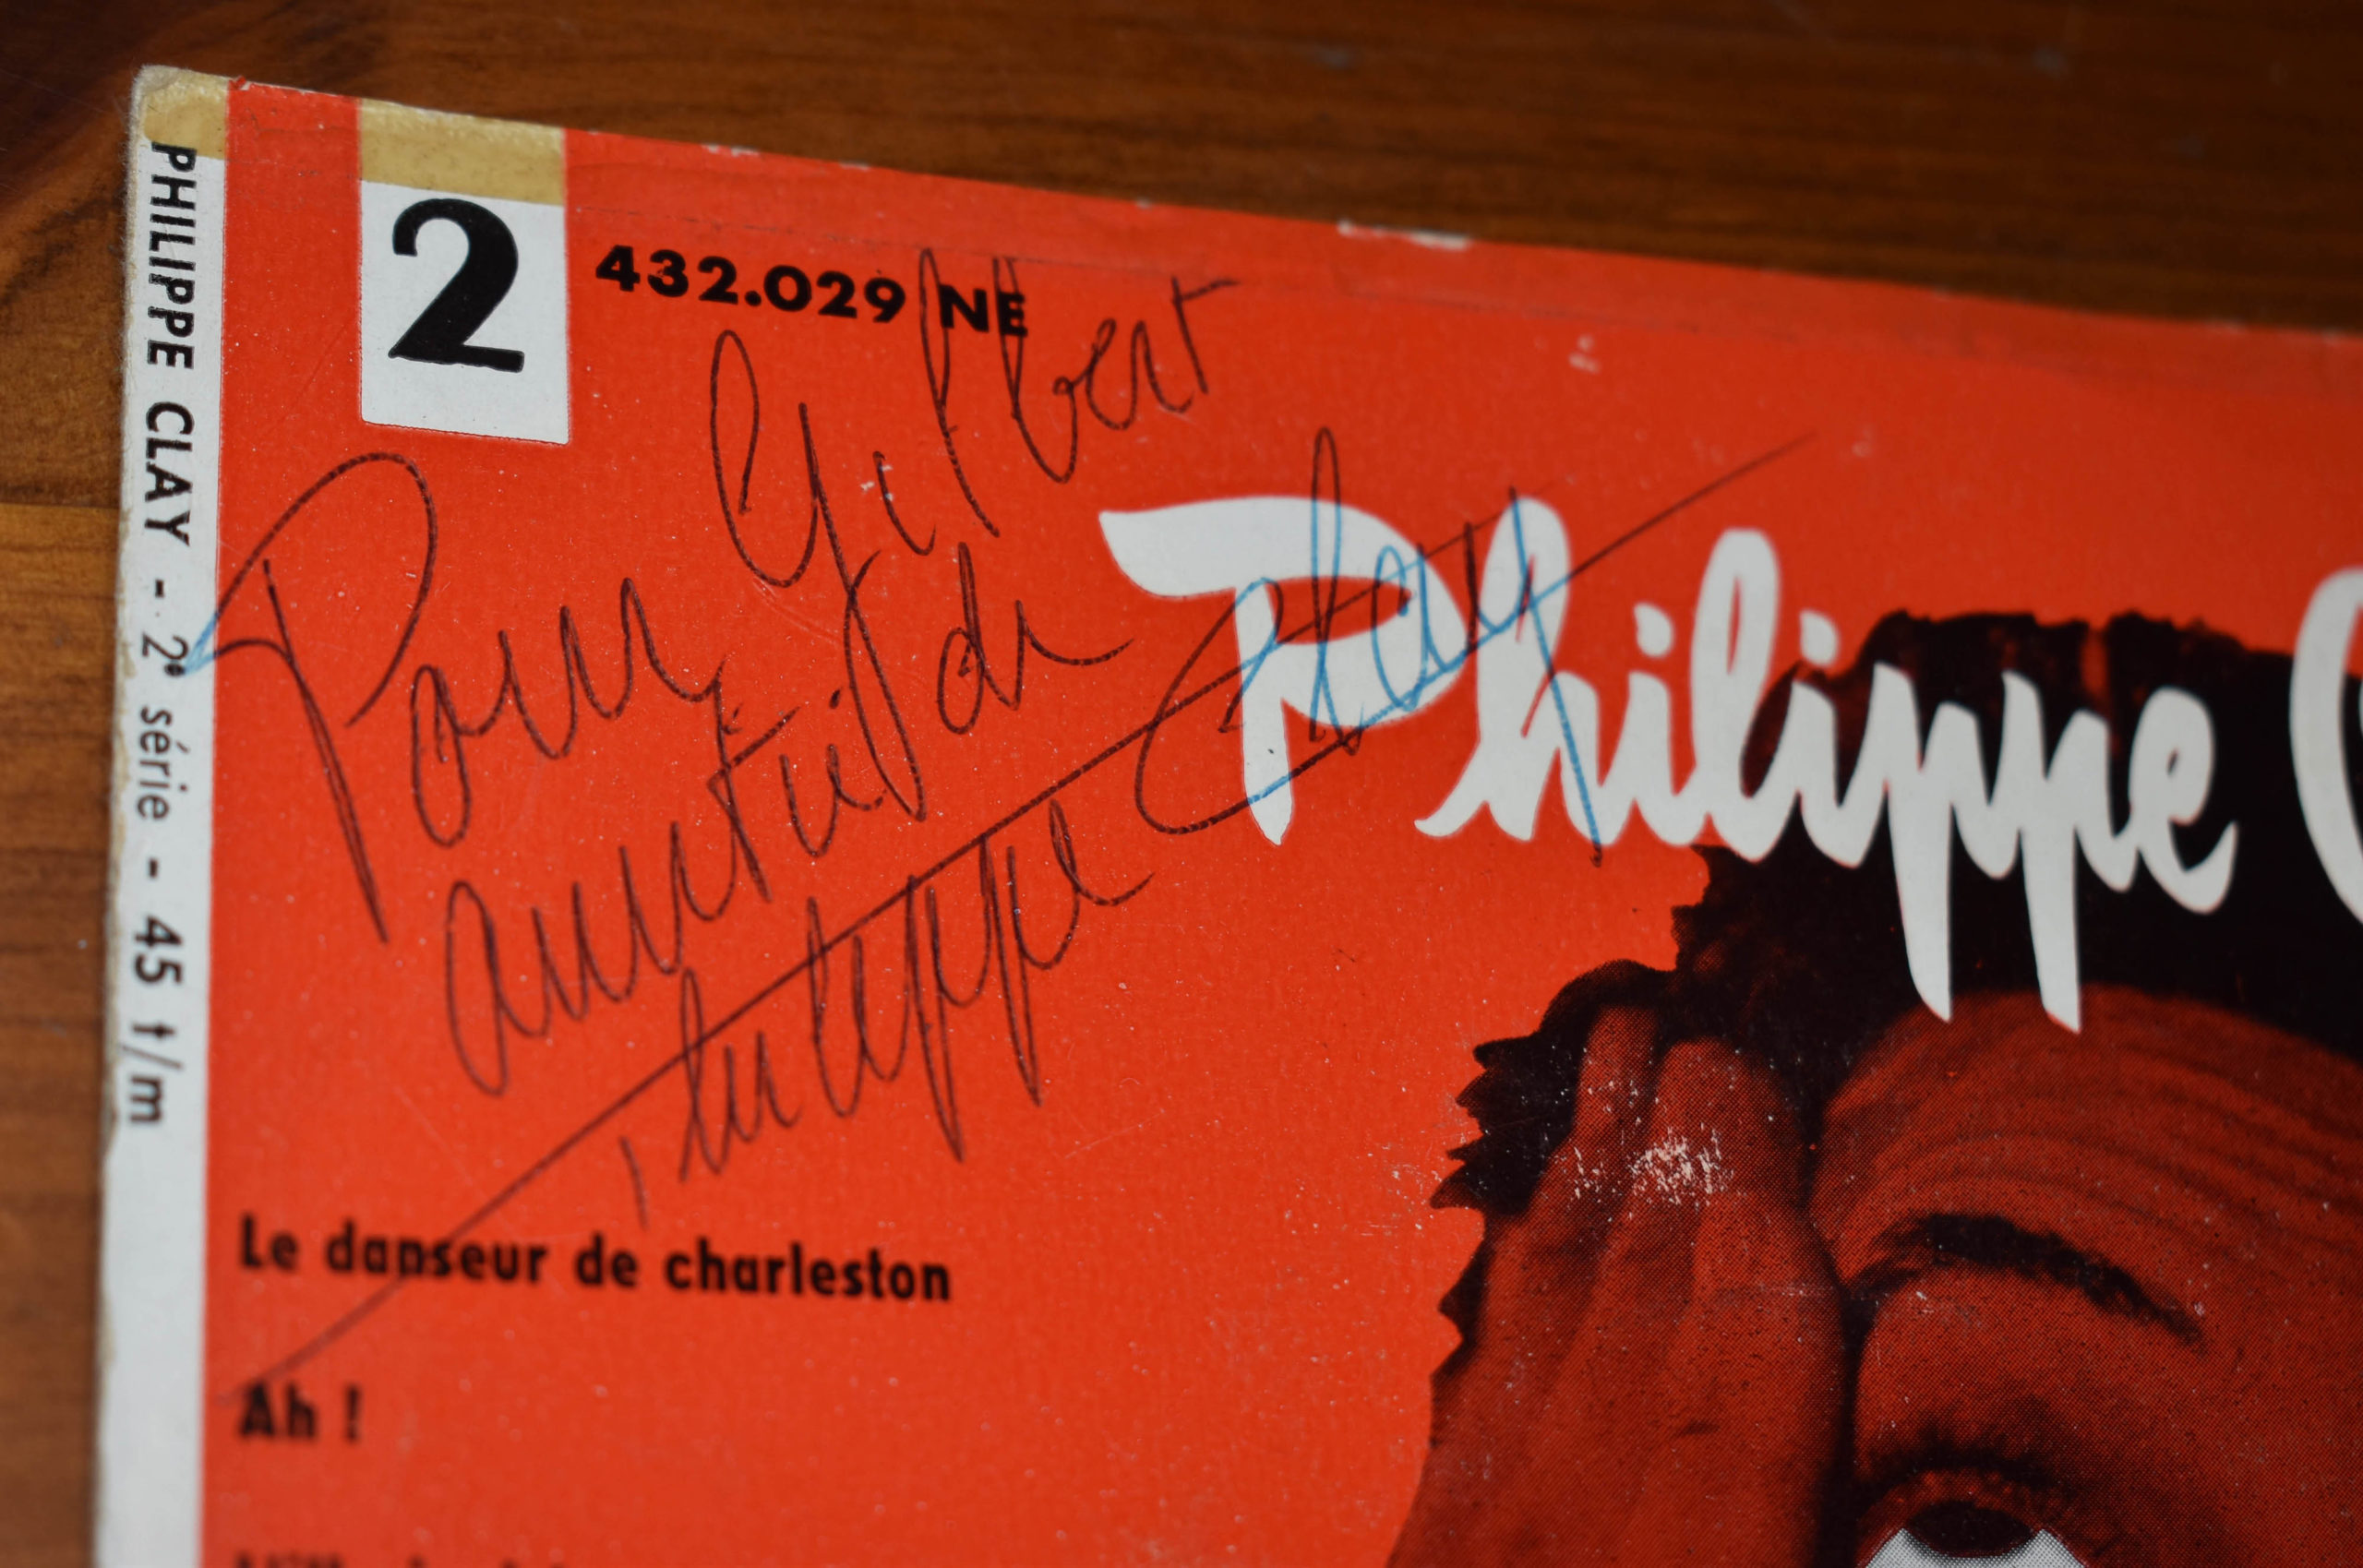 PHILIPPE CLAY - 2e série - 45 t/m
2
432.029 NE
Pour Gilbert
amitié de
Philippe Clay
Philippe
Le danseur de charleston
Ah !